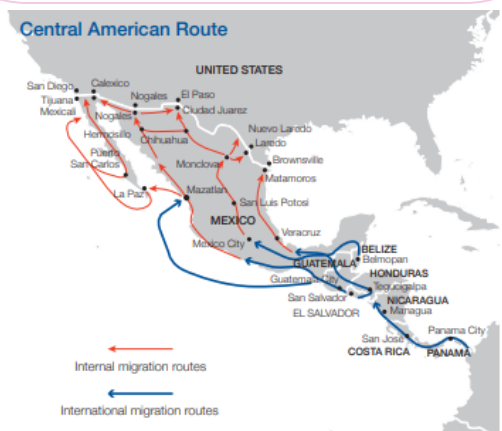 Central American Route
UNITED STATES
San Diego
Calexico
Tijuana
Mexicali
Nogales
El Paso
Nogales
Ciudad Juarez
Hermosillo
Chihuahua
Nuevo Laredo
Laredo
Puerto
San Carlos
Monclova
Brownsville
Matamoros
La Paz
Mazatlan
San Luis Potosi
MEXICO
Mexico City
Veracruz
BELIZE
Belmopan
GUATEMALA
HONDURAS
Guatemala City
Tegucigalpa
San Salvador
NICARAGUA
EL SALVADOR
Managua
Panama City
San José
COSTA RICA
PANAMA
Internal migration routes
International migration routes